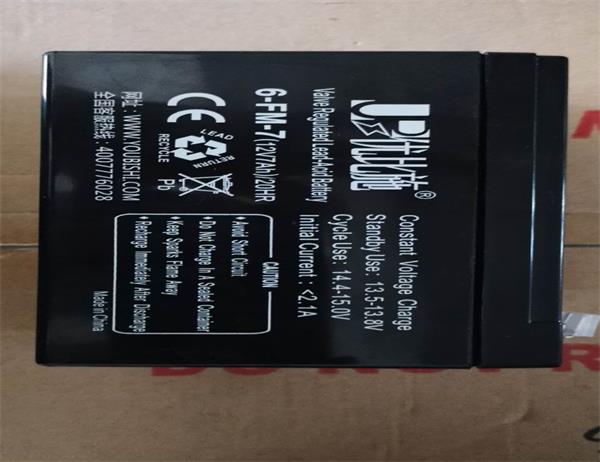 优比施®
Valve Regulated Lead-Acid Battery
6-FM-7(12V7Ah)/20HR
CE
LEAD
RETURN
Pb
网址: WWW.YOUBISHI.COM
全国客服热线: 4007776028
Constant Voltage Charge
Standby Use: 13.5-13.8V
Cycle Use: 14.4-15.0V
Initial Current: <2.1A
Avoid Short Circuit
Do Not Charge In A Sealed Container
Keep Sparks Flame Away
Recharge Immediately After Discharge
Made in China